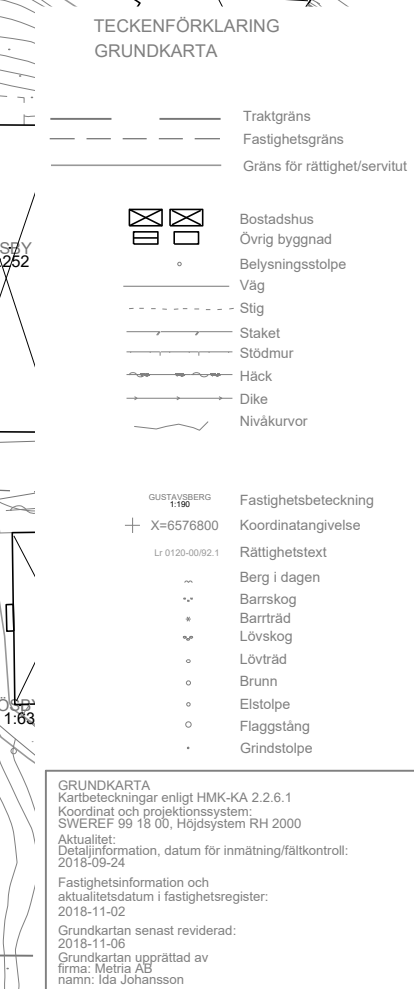 TECKENFÖRKLARING
GRUNDKARTA
Traktgräns
Fastighetsgräns
Gräns för rättighet/servitut
Bostadshus
Övrig byggnad
Belysningsstolpe
Väg
Stig
Staket
Stödmur
Häck
Dike
Nivåkurvor
GUSTAVSBERG
1:190
Fastighetsbeteckning
X=6576800 Koordinatangivelse
Lr 0120-00/92.1 Rättighetstext
Berg i dagen
Barrskog
Barrträd
Lövskog
Lövträd
Brunn
Elstolpe
Flaggstång
Grindstolpe
252
1:63
GRUNDKARTA
Kartbeteckningar enligt HMK-KA 2.2.6.1
Koordinat och projektionssystem:
SWEREF 99 18 00, Höjdsystem RH 2000
Aktualitet:
Detaljinformation, datum för inmätning/fältkontroll:
2018-09-24
Fastighetsinformation och
aktualitetsdatum i fastighetsregister:
2018-11-02
Grundkartan senast reviderad:
2018-11-06
Grundkartan upprättad av
firma: Metria AB
namn: Ida Johansson